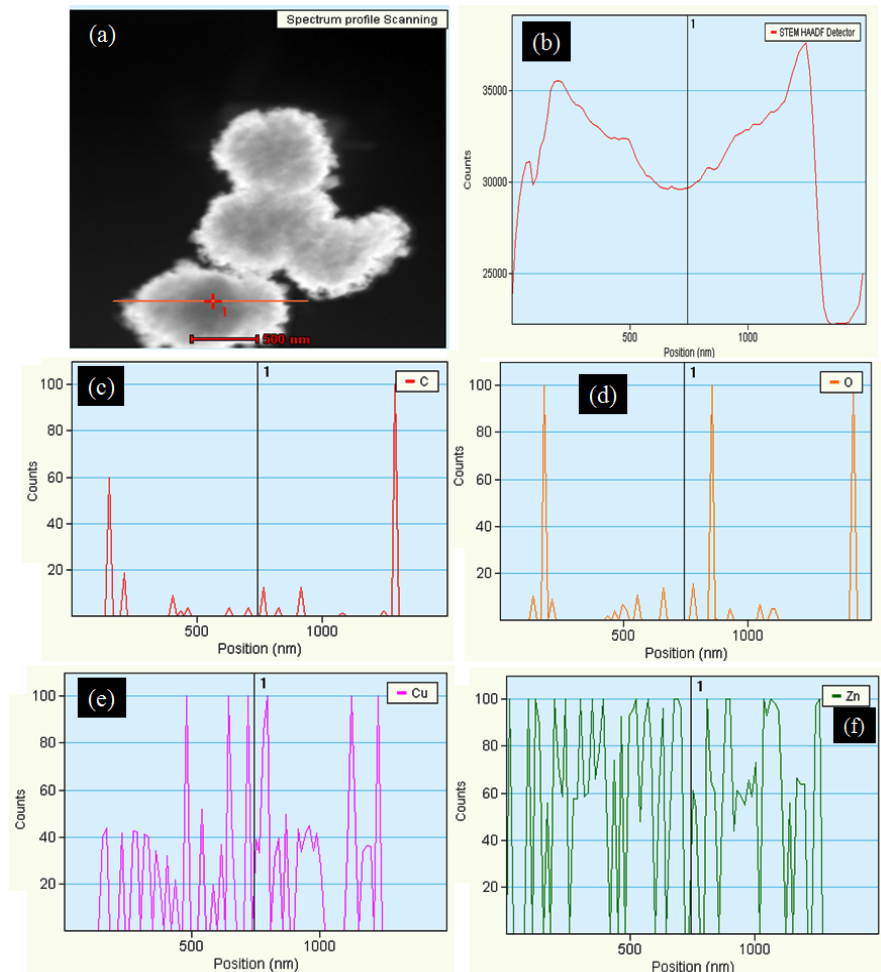 (a)
Spectrum profile Scanning
1
500 nm
(b)
1
STEM HAADF Detector
35000
30000
25000
Counts
500
1000
Position (nm)
(c)
1
C
100
80
60
40
20
Counts
500
1000
Position (nm)
(d)
1
O
100
80
60
40
20
Counts
500
1000
Position (nm)
(e)
1
Cu
100
80
60
40
20
Counts
500
1000
Position (nm)
1
Zn
(f)
100
80
60
40
20
Counts
500
1000
Position (nm)